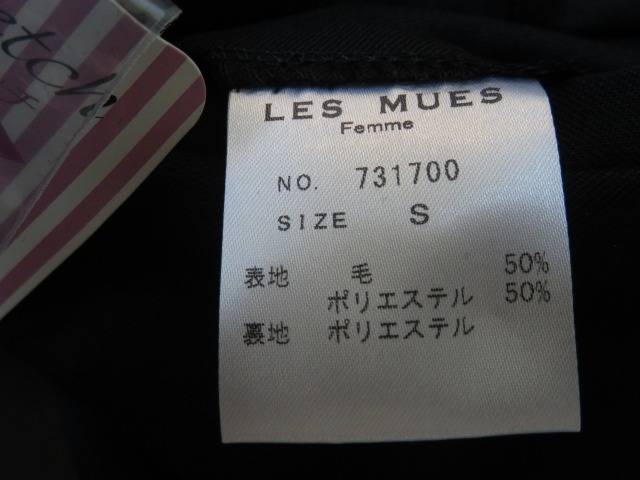 LES MUES
Femme
NO. 731700
SIZE S
表地 毛 50%
ポリエステル 50%
裏地 ポリエステル